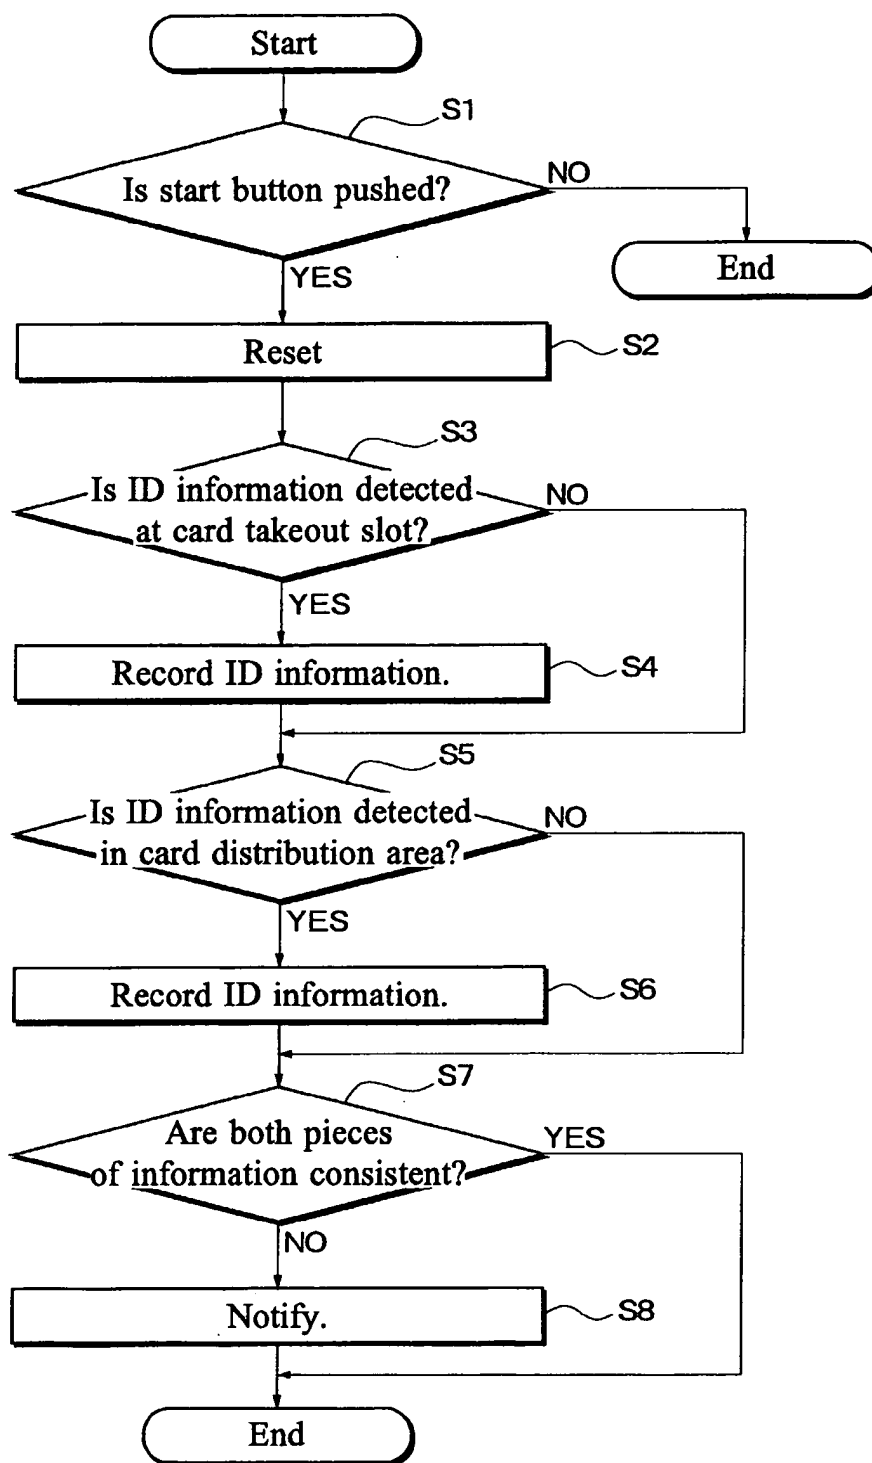 Start
S1
Is start button pushed?
NO
End
YES
Reset
S2
S3
Is ID information detected
at card takeout slot?
NO
YES
Record ID information.
S4
S5
Is ID information detected
in card distribution area?
NO
YES
Record ID information.
S6
S7
Are both pieces
of information consistent?
YES
NO
Notify.
S8
End